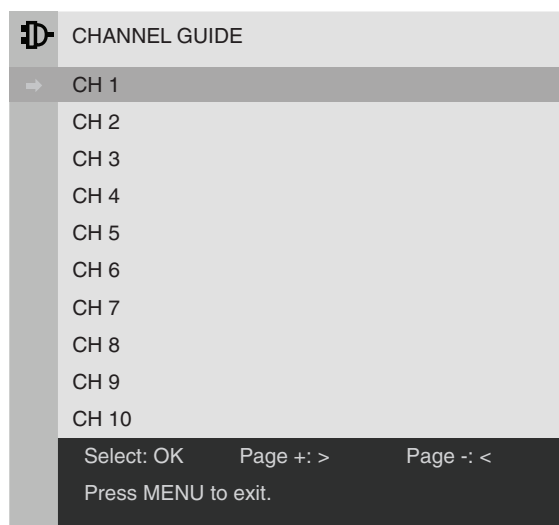 CHANNEL GUIDE
CH 1
CH 2
CH 3
CH 4
CH 5
CH 6
CH 7
CH 8
CH 9
CH 10
Select: OK Page +: > Page -: <
Press MENU to exit.